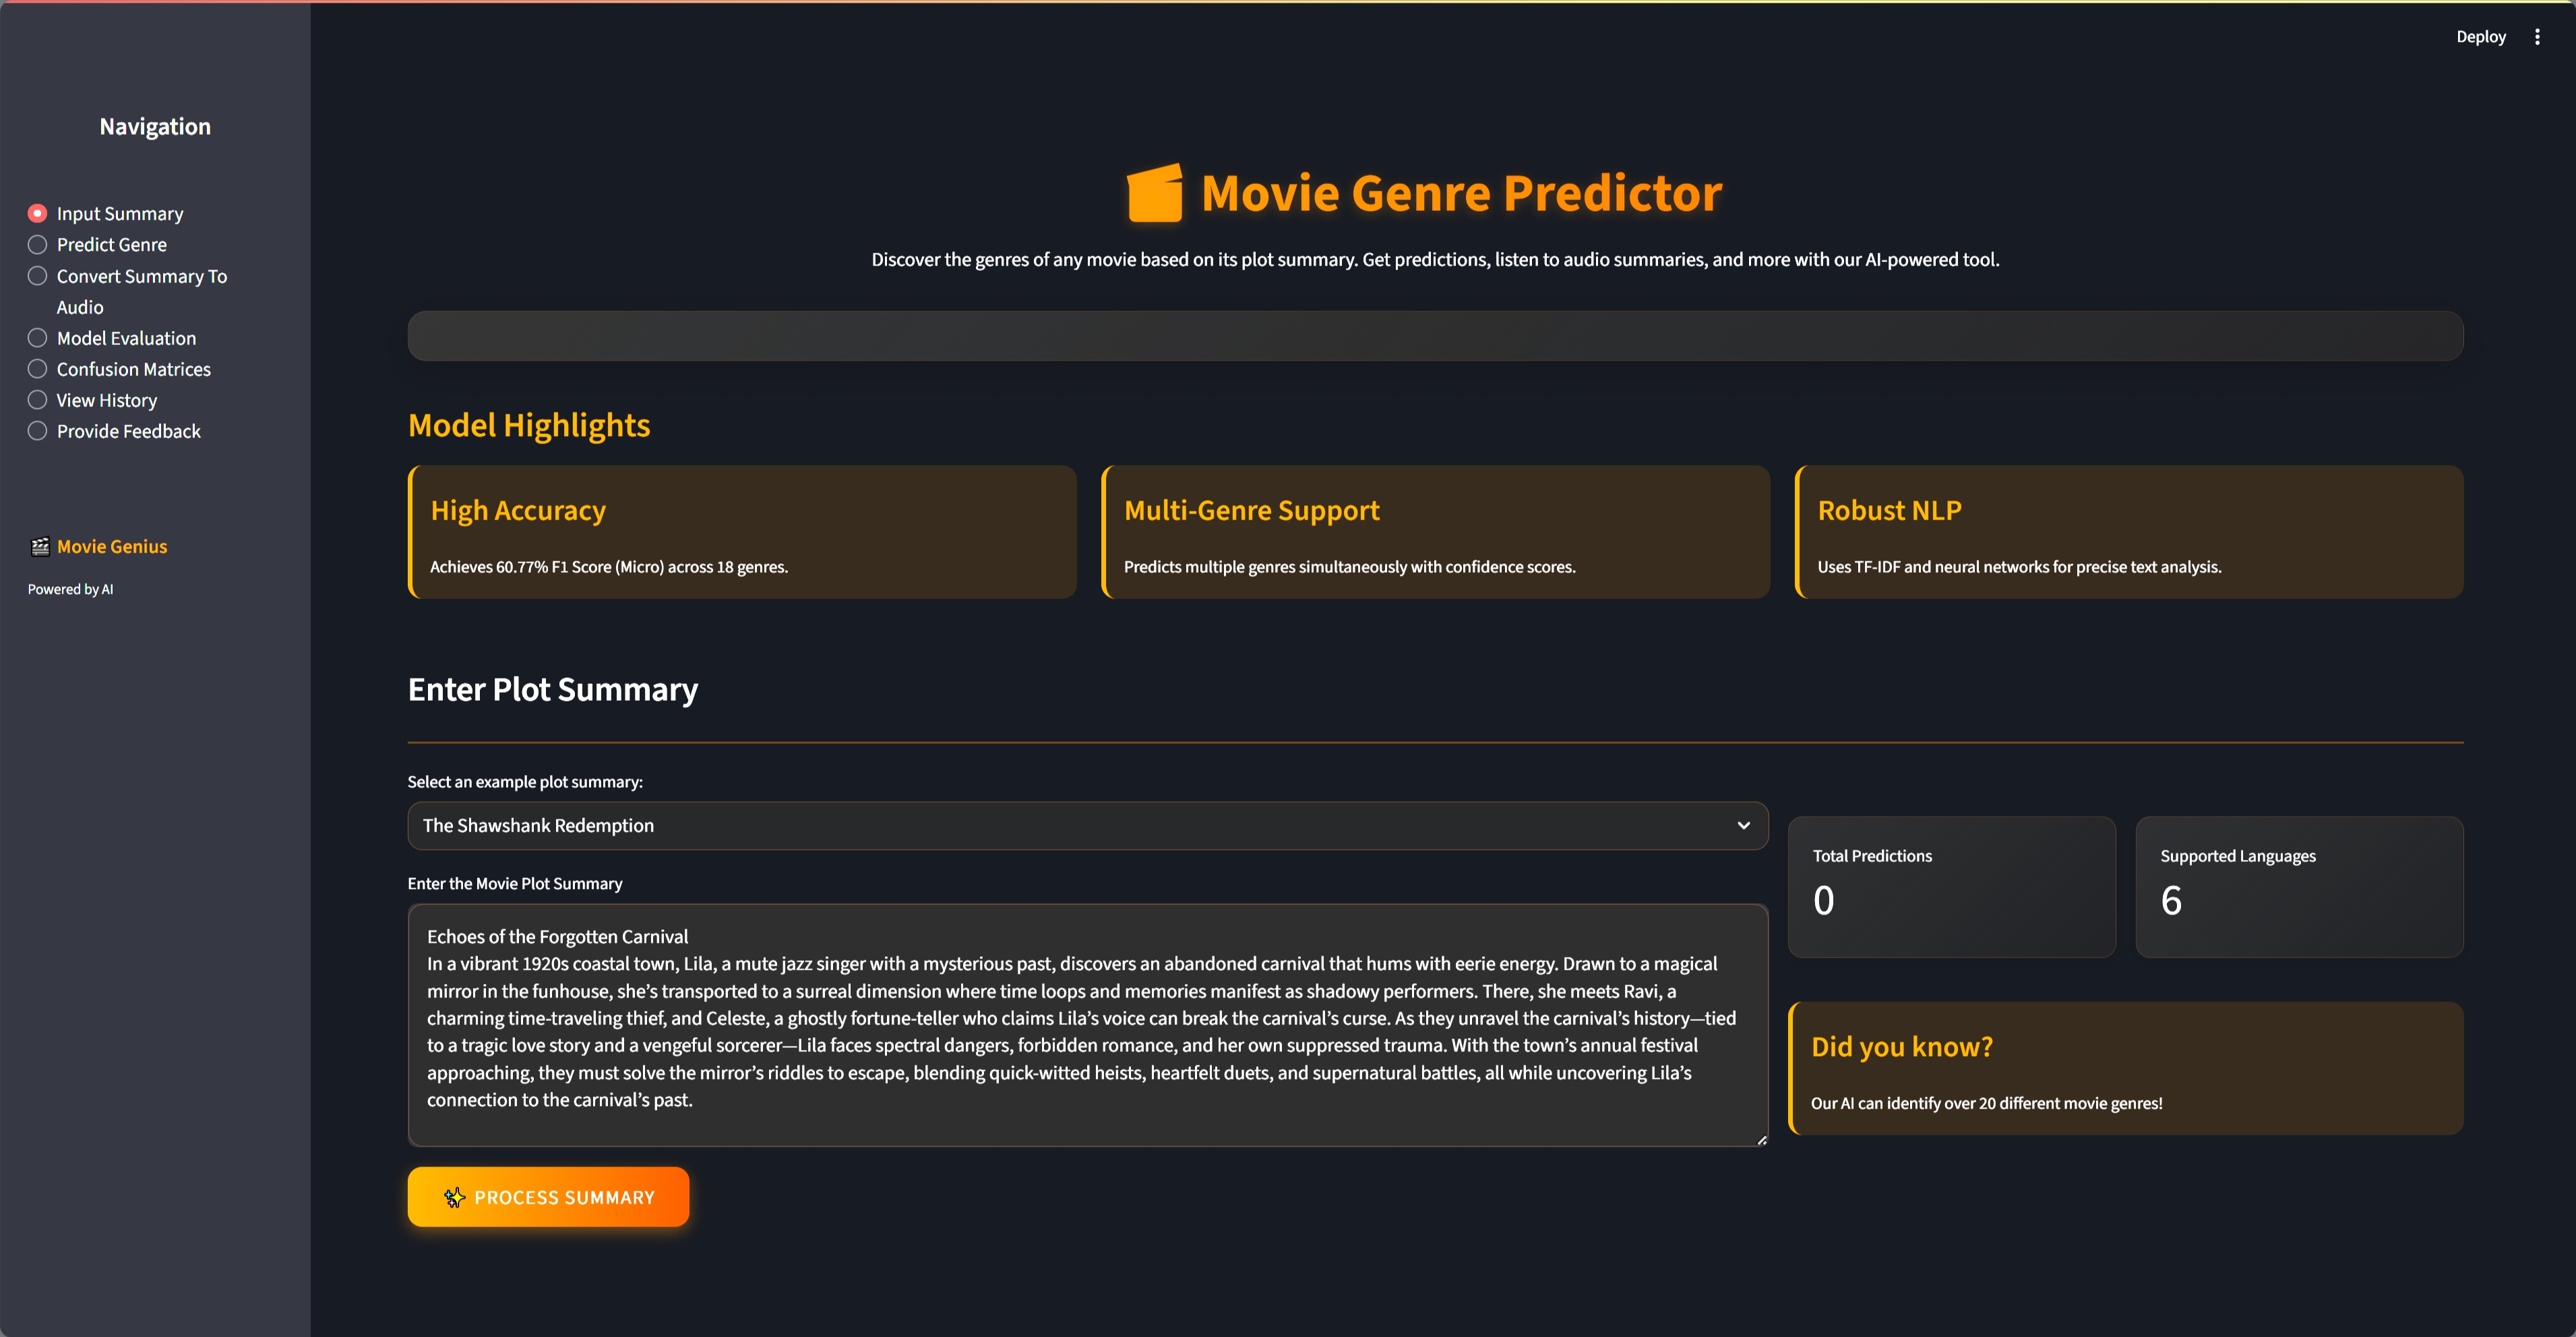 Deploy
Navigation
Input Summary
Predict Genre
Convert Summary To
Audio
Model Evaluation
Confusion Matrices
View History
Provide Feedback
Movie Genius
Powered by AI
Movie Genre Predictor
Discover the genres of any movie based on its plot summary. Get predictions, listen to audio summaries, and more with our AI-powered tool.
Model Highlights
High Accuracy
Achieves 60.77% F1 Score (Micro) across 18 genres.
Multi-Genre Support
Predicts multiple genres simultaneously with confidence scores.
Robust NLP
Uses TF-IDF and neural networks for precise text analysis.
Enter Plot Summary
Select an example plot summary:
The Shawshank Redemption
Enter the Movie Plot Summary
Echoes of the Forgotten Carnival
In a vibrant 1920s coastal town, Lila, a mute jazz singer with a mysterious past, discovers an abandoned carnival that hums with eerie energy. Drawn to a magical
mirror in the funhouse, she’s transported to a surreal dimension where time loops and memories manifest as shadowy performers. There, she meets Ravi, a
charming time-traveling thief, and Celeste, a ghostly fortune-teller who claims Lila’s voice can break the carnival’s curse. As they unravel the carnival’s history—tied
to a tragic love story and a vengeful sorcerer—Lila faces spectral dangers, forbidden romance, and her own suppressed trauma. With the town’s annual festival
approaching, they must solve the mirror’s riddles to escape, blending quick-witted heists, heartfelt duets, and supernatural battles, all while uncovering Lila’s
connection to the carnival’s past.
PROCESS SUMMARY
Total Predictions
0
Supported Languages
6
Did you know?
Our AI can identify over 20 different movie genres!